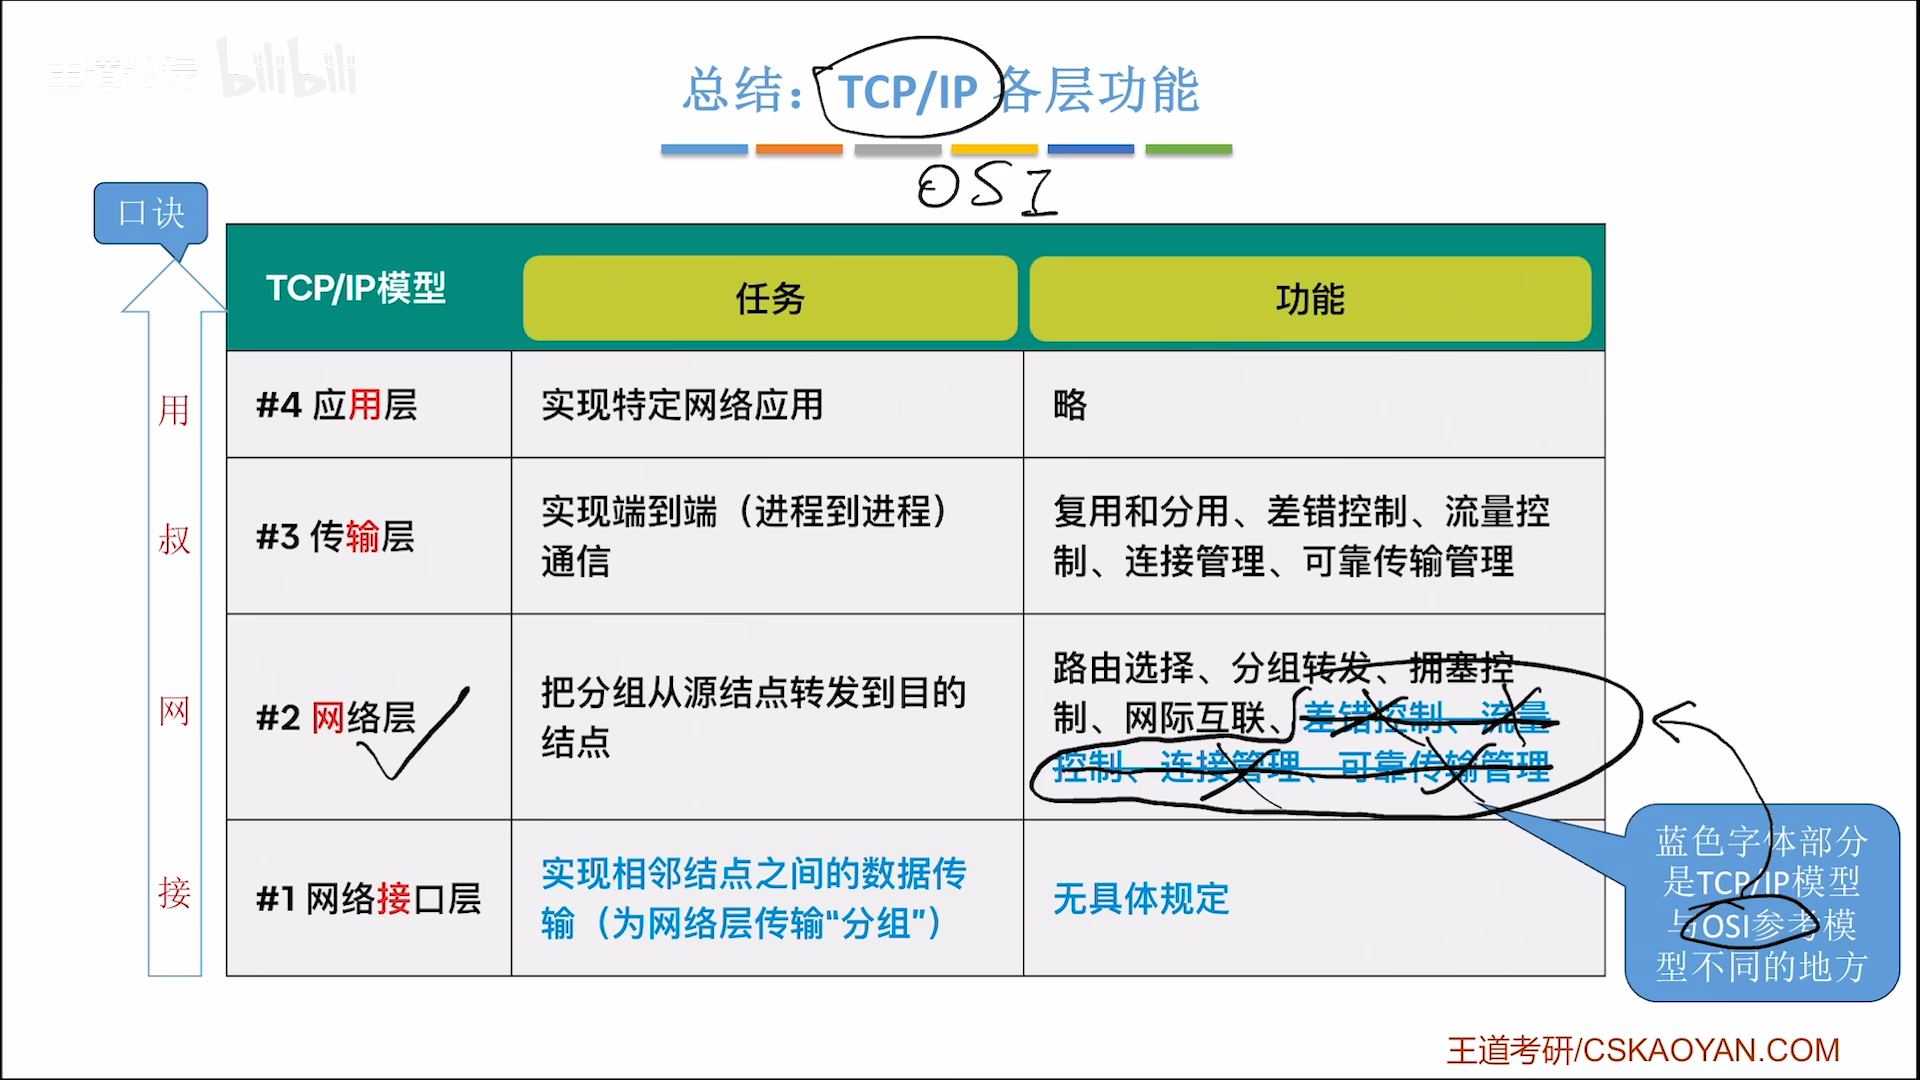 王道论坛 bilibili
总结：TCP/IP 各层功能
OSI
口诀
TCP/IP模型 任务 功能
用
#4 应用层 实现特定网络应用 略
叔
#3 传输层
实现端到端（进程到进程）
通信
复用和分用、差错控制、流量控
制、连接管理、可靠传输管理
网
#2 网络层
把分组从源结点转发到目的
结点
路由选择、分组转发、拥塞控
制、网际互联、差错控制、流量
控制、连接管理、可靠传输管理
接
#1 网络接口层
实现相邻结点之间的数据传
输（为网络层传输“分组”）
无具体规定
蓝色字体部分
是TCP/IP模型
与OSI参考模
型不同的地方
王道考研/CSKAOYAN.COM